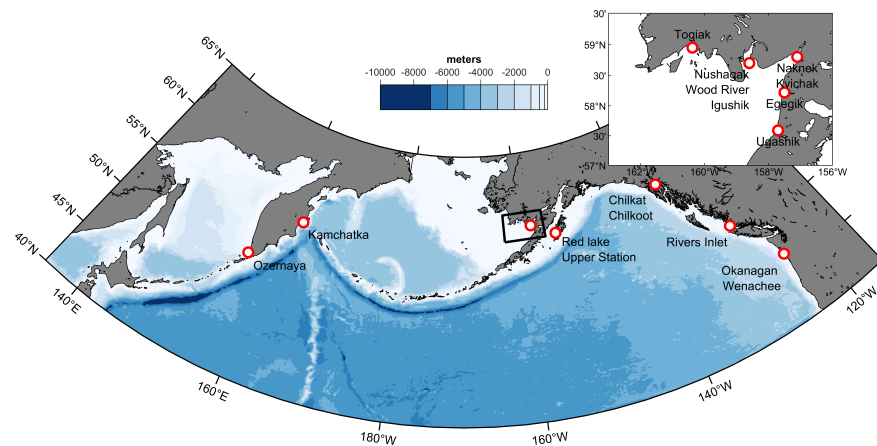 meters
-10000 -8000 -6000 -4000 -2000 0
65°N
60°N
55°N
50°N
45°N
40°N
140°E
160°E
180°W
160°W
140°W
120°W
Ozernaya
Kamchatka
Red lake
Upper Station
Chilkat
Chilkoot
Rivers Inlet
Okanagan
Wenachee
30'
59°N
30'
58°N
30'
57°N
162°W
160°W
158°W
156°W
Togiak
Nushagak
Wood River
Igushik
Naknek
Kvichak
Egegik
Ugashik